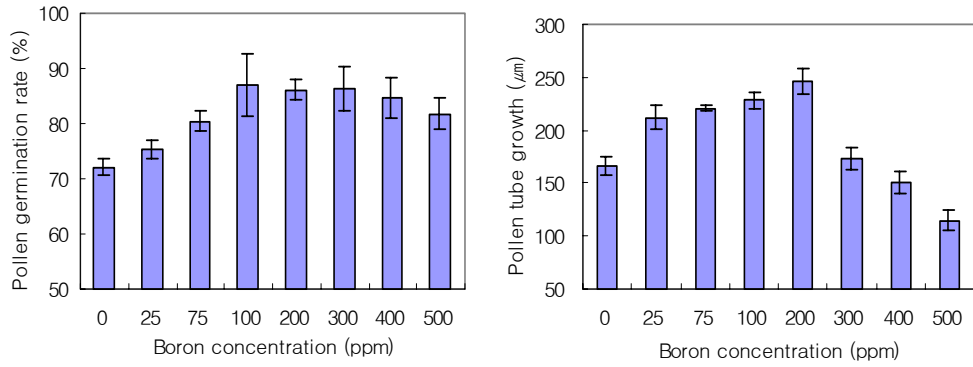 Pollen germination rate (%)
100
90
80
70
60
50
0 25 75 100 200 300 400 500
Boron concentration (ppm)
Pollen tube growth (㎛)
300
250
200
150
100
50
0 25 75 100 200 300 400 500
Boron concentration (ppm)